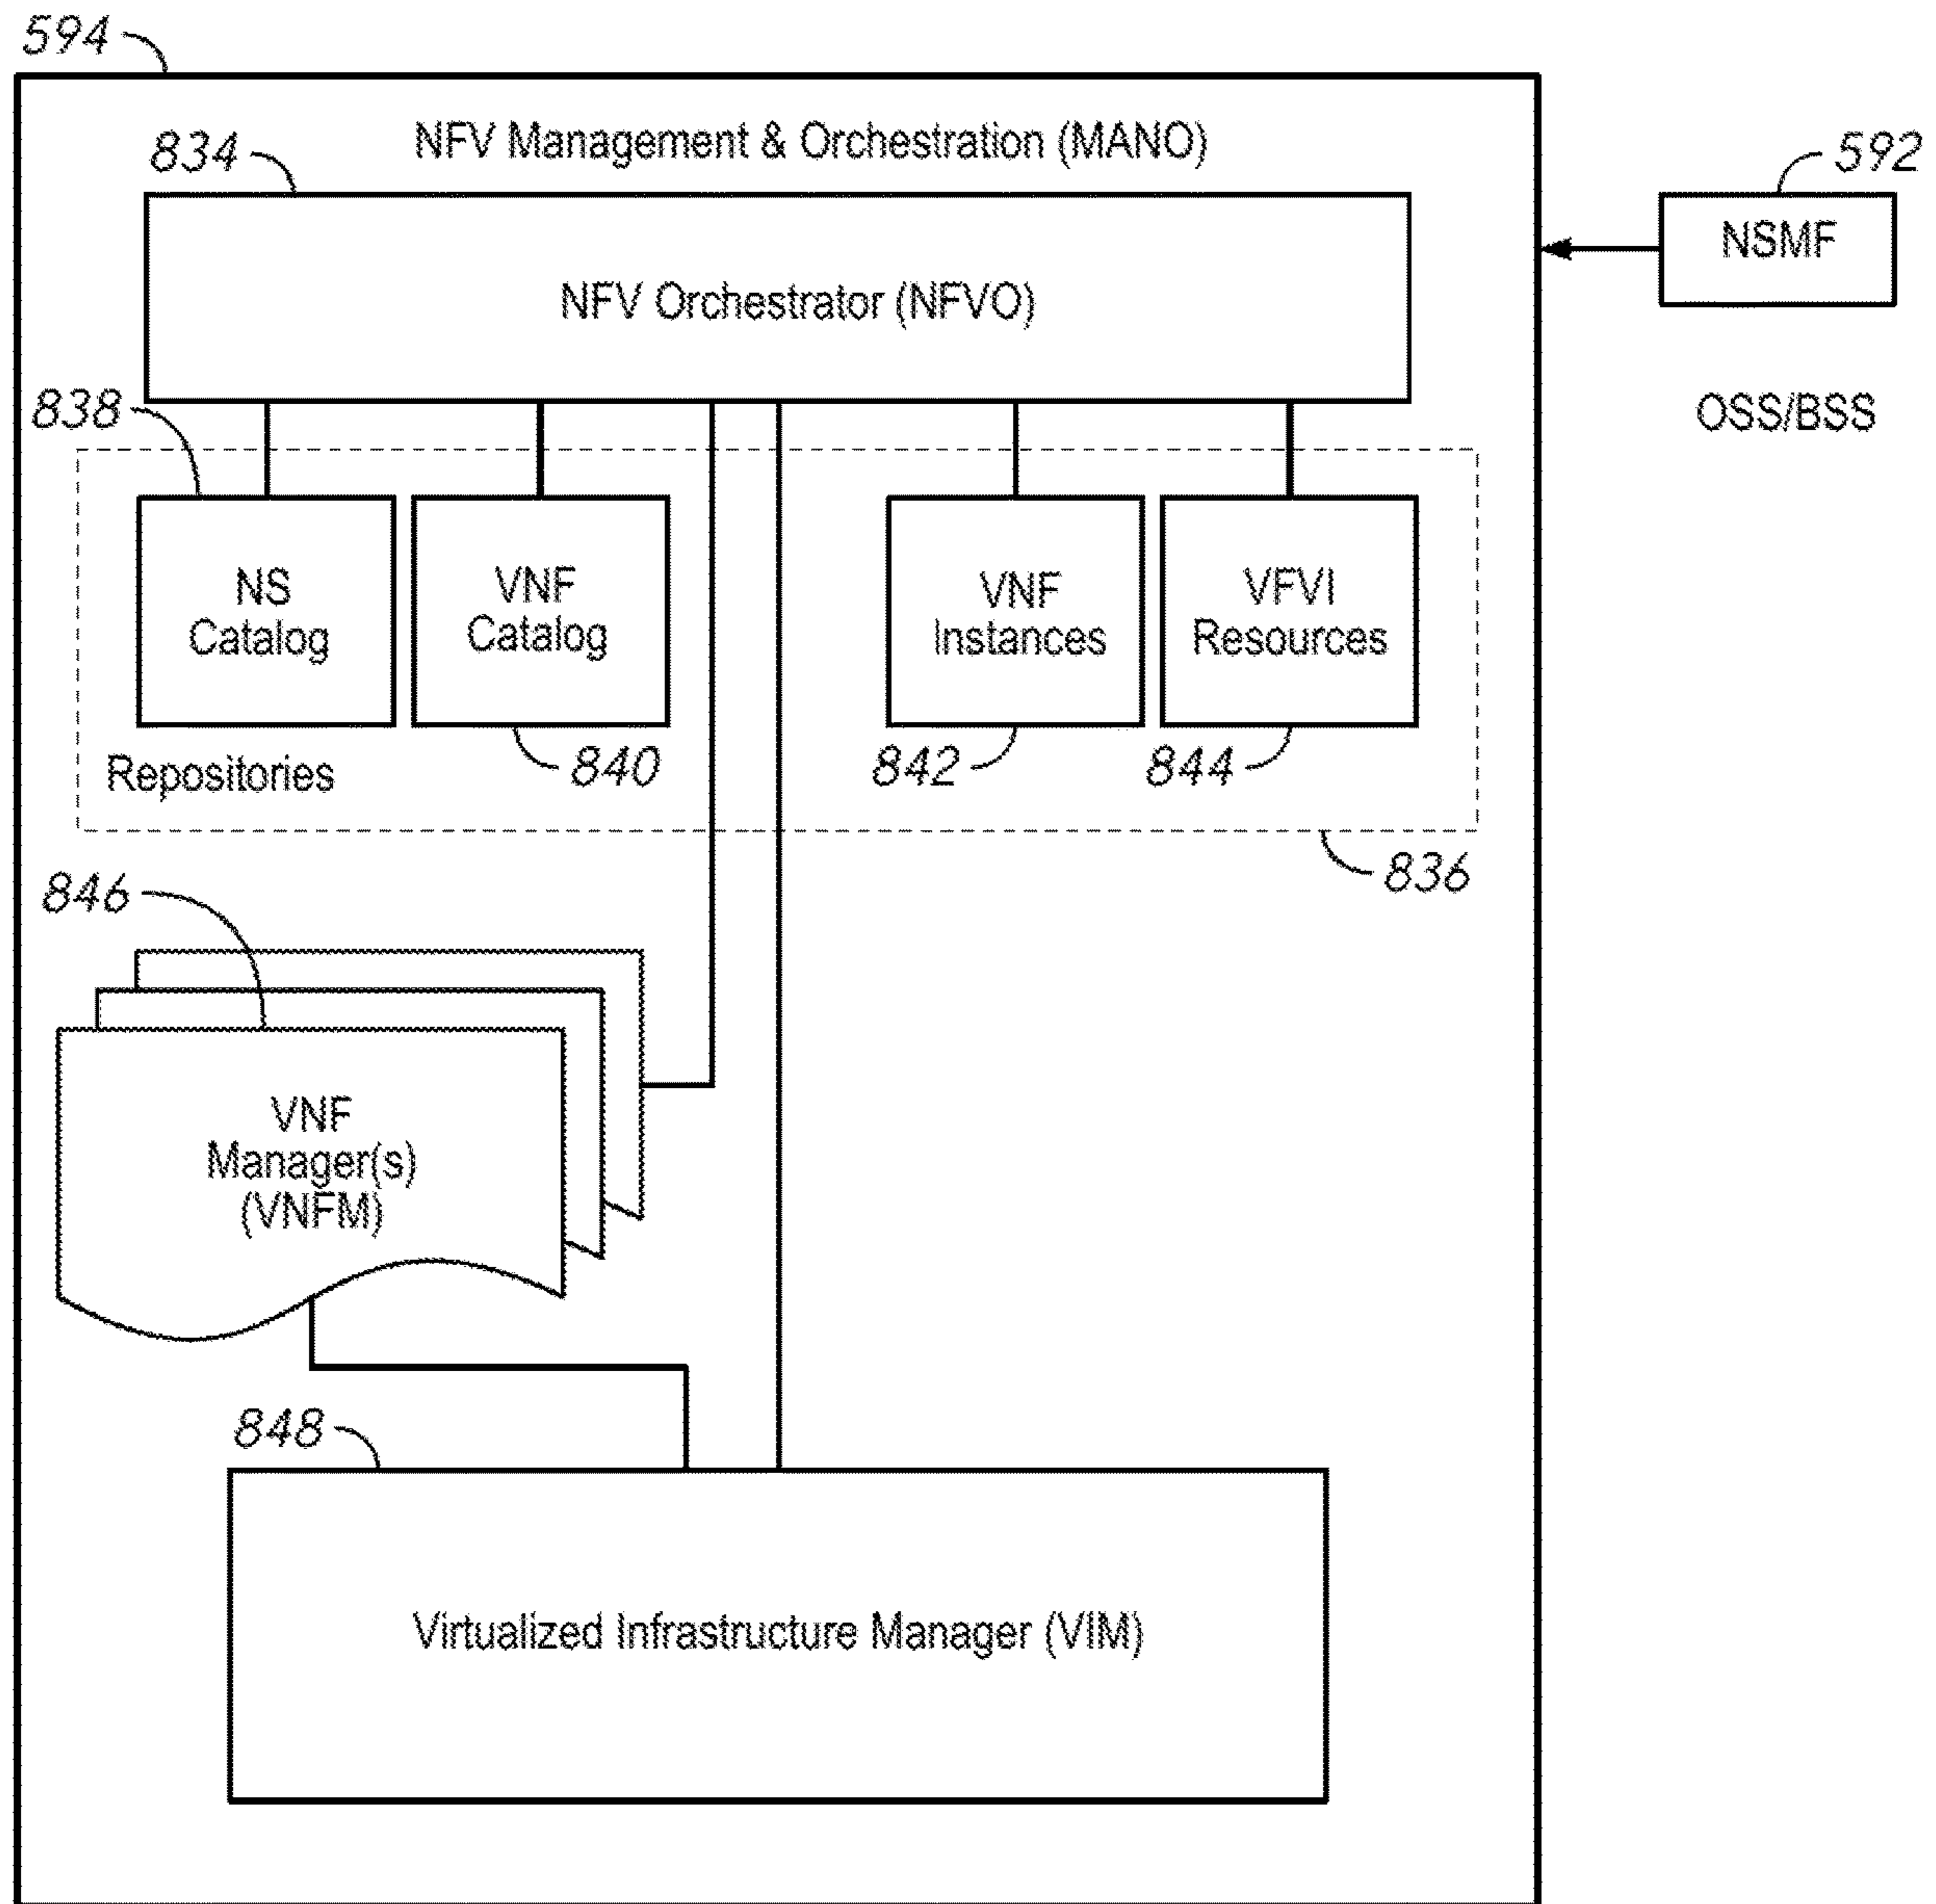 594
NFV Management & Orchestration (MANO)
834
592
NSMF
NFV Orchestrator (NFVO)
OSS/BSS
838
NS
Catalog
VNF
Catalog
VNF
Instances
VFVI
Resources
Repositories
840
842
844
836
846
VNF
Manager(s)
(VNFM)
848
Virtualized Infrastructure Manager (VIM)